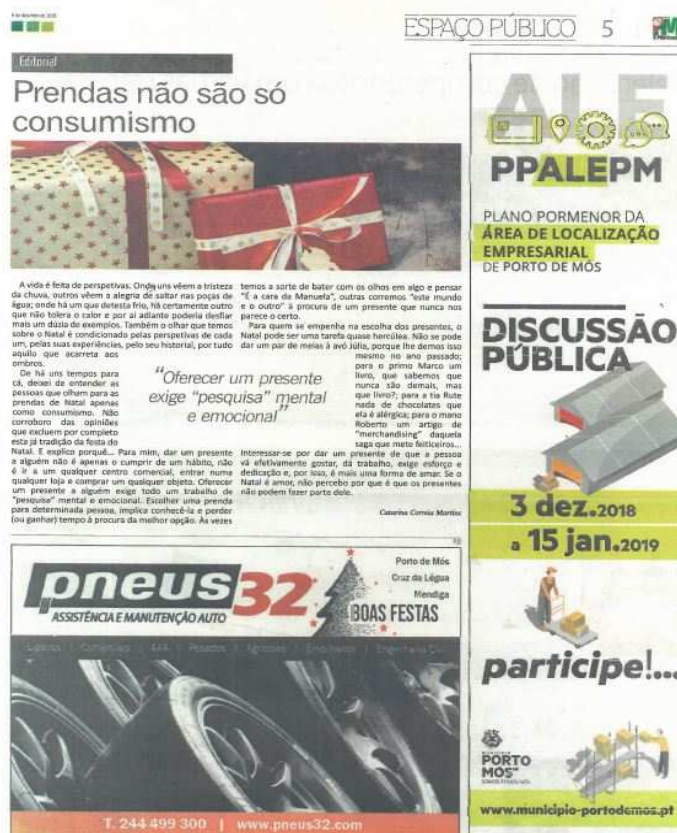 ESPAÇO PÚBLICO 5
Editorial
Prendas não são só
consumismo
A vida é feita de perspetivas. Onde uns vêem a tristeza
da chuva, outros vêem a alegria de saltar nas poças de
água; onde há um que detesta frio, há certamente outro
que não tolera o calor e por aí adiante poderia desfiar
mais um dúzia de exemplos. Também o olhar que temos
sobre o Natal é condicionado pelas perspetivas de cada
um, pelas suas experiências, pelo seu historial, por tudo
aquilo que acarreta aos
ombros.
De há uns tempos para
cá, deixei de entender as
pessoas que olham para as
prendas de Natal apenas
como consumismo. Não
corroboro das opiniões
que excluem por completo
esta já tradição da festa do
Natal. E explico porquê... Para mim, dar um presente
a alguém não é apenas o cumprir de um hábito, não
é ir a um qualquer centro comercial, entrar numa
qualquer loja e comprar um qualquer objeto. Oferecer
um presente a alguém exige todo um trabalho de
"pesquisa" mental e emocional. Escolher uma prenda
para determinada pessoa, implica conhecê-la e perder
(ou ganhar) tempo à procura da melhor opção. Às vezes
"Oferecer um presente
exige "pesquisa" mental
e emocional"
temos a sorte de bater com os olhos em algo e pensar
"É a cara da Manuela", outras corremos "este mundo
e o outro" à procura de um presente que nunca nos
parece o certo.
Para quem se empenha na escolha dos presentes, o
Natal pode ser uma tarefa quase hercúlea. Não se pode
dar um par de meias à avó Júlia, porque lhe demos isso
mesmo no ano passado;
para o primo Marco um
livro, que sabemos que
nunca são demais, mas
que livro?; para a tia Rute
nada de chocolates que
ela é alérgica; para o mano
Roberto um artigo de
"merchandising" daquela
saga que mete feiticeiros...
Interessar-se por dar um presente de que a pessoa
vá efetivamente gostar, dá trabalho, exige esforço e
dedicação e, por isso, é mais uma forma de amar. Se o
Natal é amor, não percebo por que é que os presentes
não podem fazer parte dele.
Catarina Correia Martins
pneus32
ASSISTÊNCIA E MANUTENÇÃO AUTO
Porto de Mós
Cruz da Légua
Mendiga
BOAS FESTAS
Ligeiros | Comerciais | 4X4 | Pesados | Agrícolas | Empilhadores | Engenharia Civil
T. 244 499 300 | www.pneus32.com
ALE
PPALEPM
PLANO PORMENOR DA
ÁREA DE LOCALIZAÇÃO
EMPRESARIAL
DE PORTO DE MÓS
DISCUSSÃO
PÚBLICA
3 dez.2018
a 15 jan.2019
participe!...
MUNICÍPIO
PORTO
MÓS
www.municipio-portodemos.pt